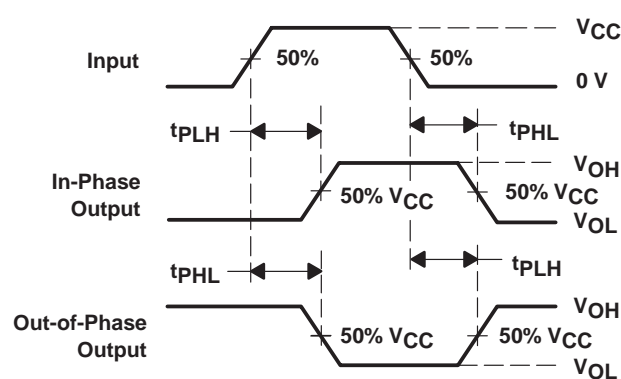 VCC
Input
50%
50%
0 V
tPLH
tPHL
VOH
In-Phase
Output
50% VCC
50% VCC
VOL
tPHL
tPLH
VOH
Out-of-Phase
Output
50% VCC
50% VCC
VOL